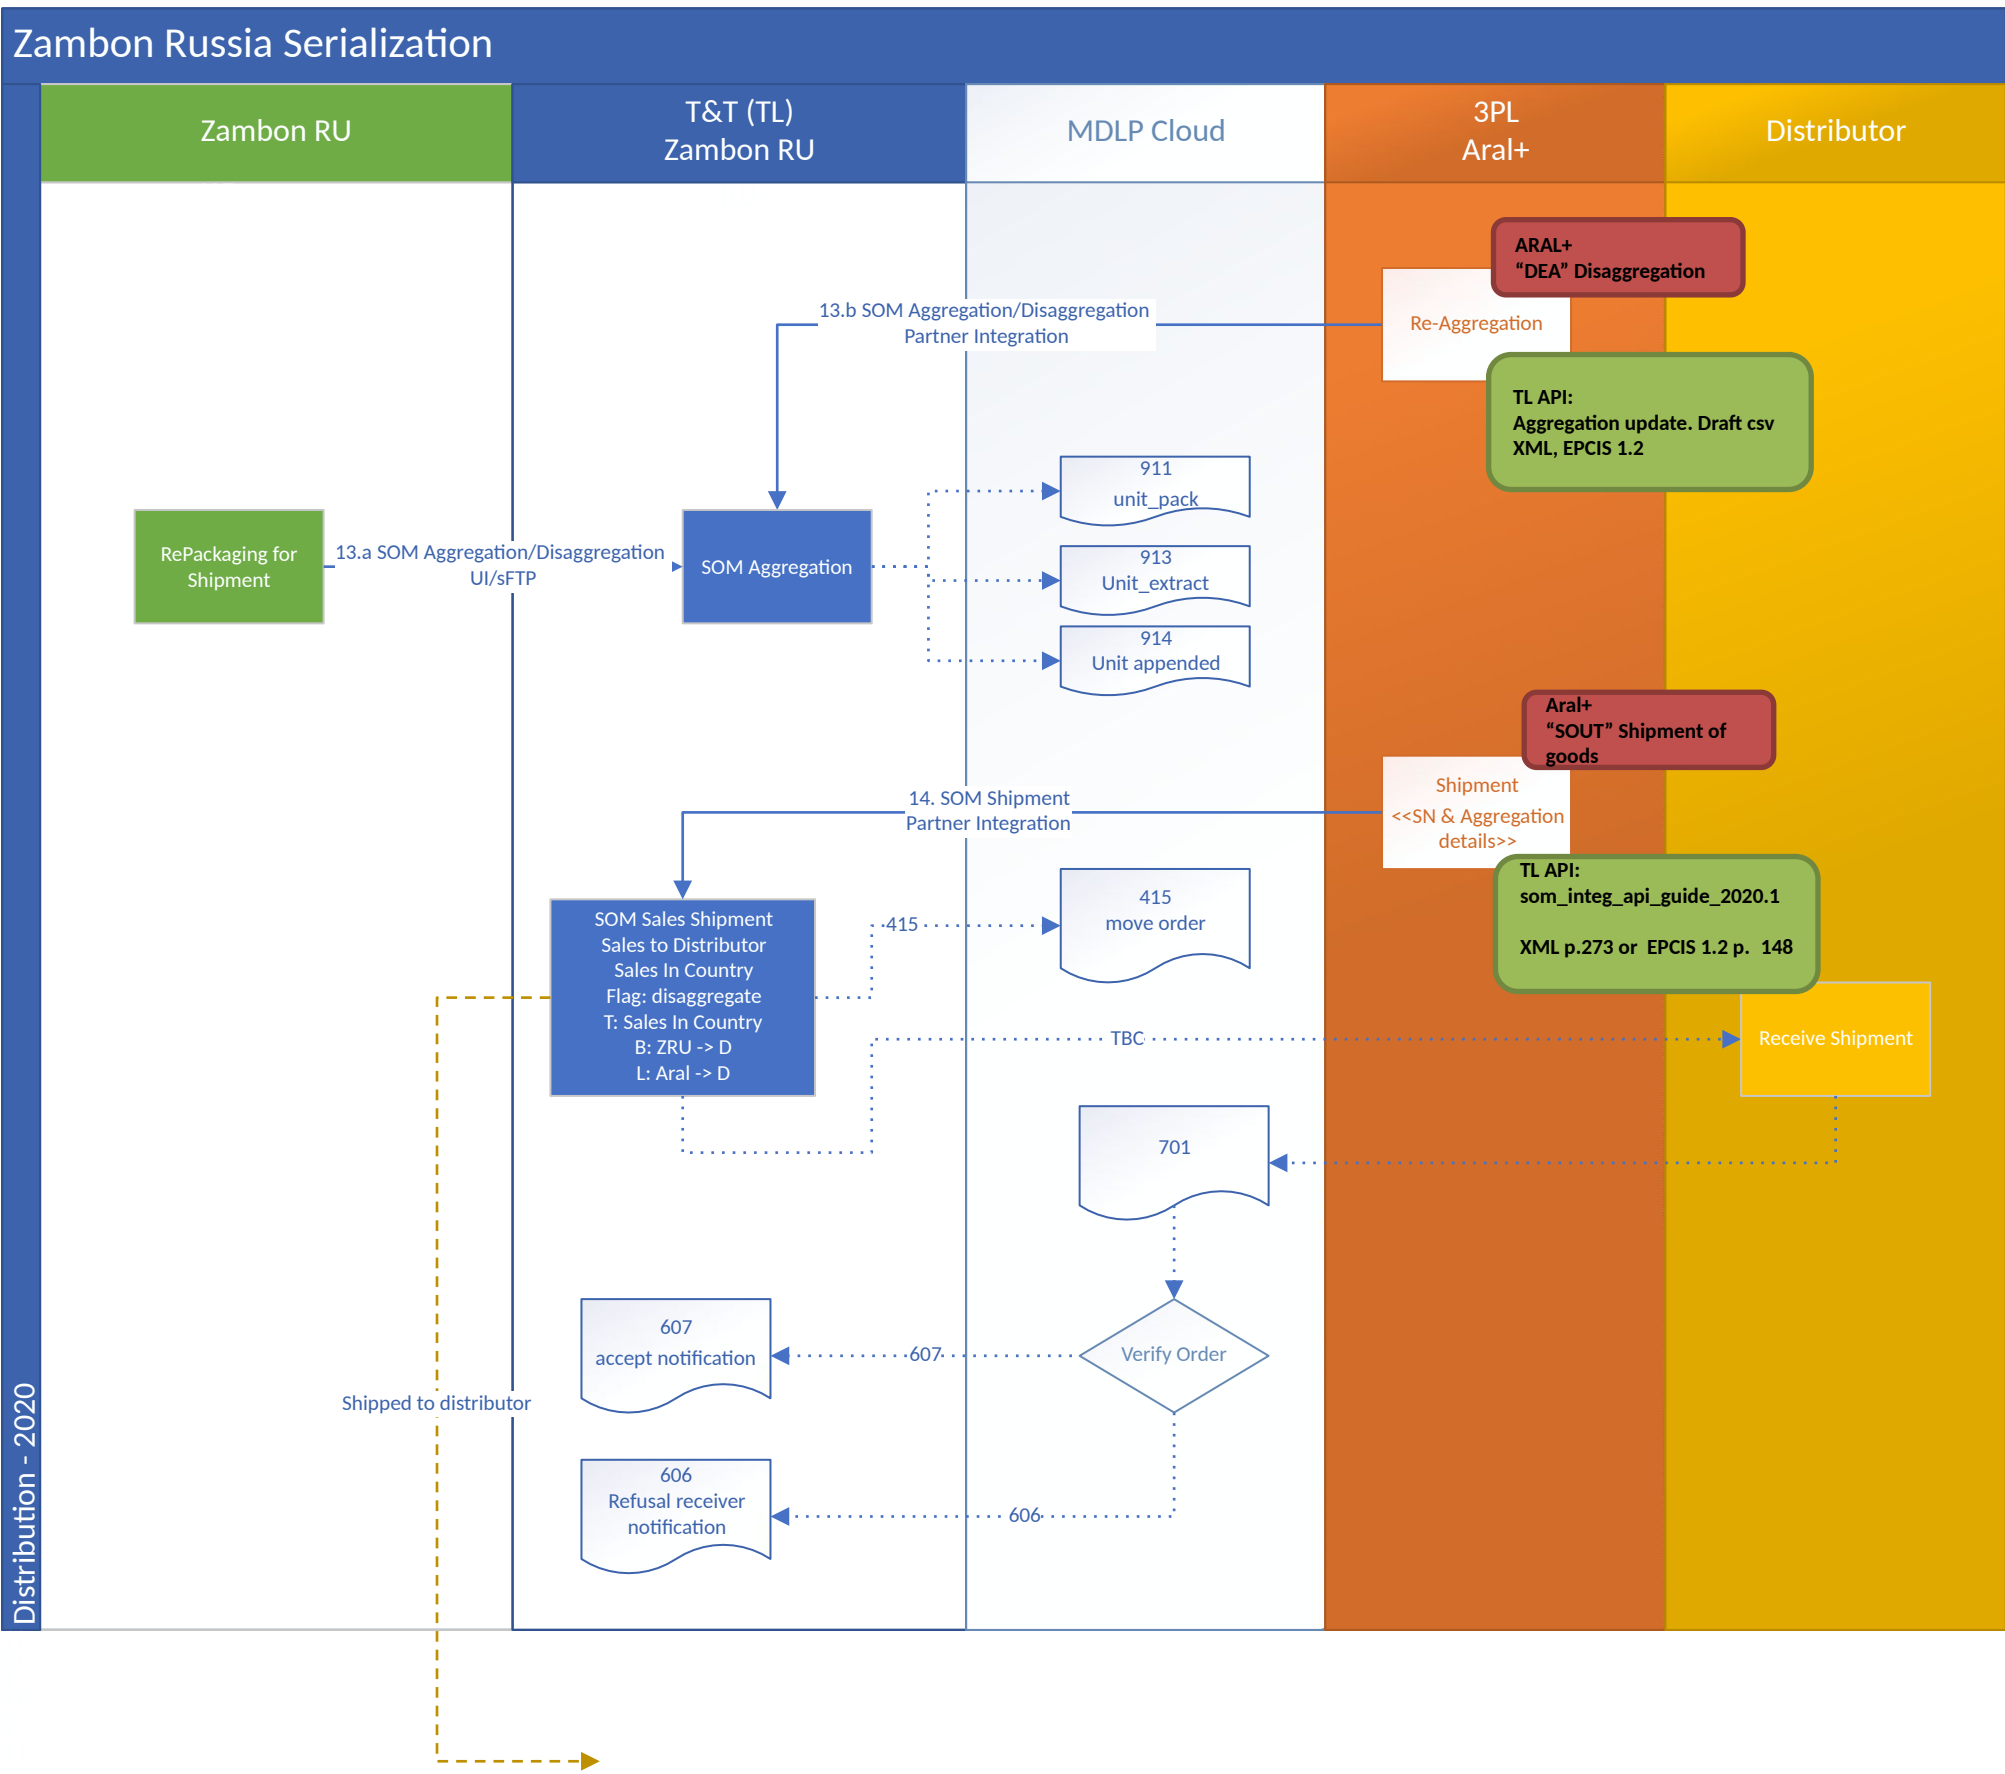 Zambon Russia Serialization
Zambon RU
T&T (TL)
Zambon RU
MDLP Cloud
3PL
Aral+
Distributor
Distribution - 2020
ARAL+
“DEA” Disaggregation
Re-Aggregation
13.b SOM Aggregation/Disaggregation
Partner Integration
TL API:
Aggregation update. Draft csv
XML, EPCIS 1.2
911
unit_pack
RePackaging for
Shipment
13.a SOM Aggregation/Disaggregation
UI/sFTP
SOM Aggregation
913
Unit_extract
914
Unit appended
Aral+
“SOUT” Shipment of
goods
Shipment
<<SN & Aggregation
details>>
14. SOM Shipment
Partner Integration
TL API:
som_integ_api_guide_2020.1
XML p.273 or  EPCIS 1.2 p.  148
415
move order
415
SOM Sales Shipment
Sales to Distributor
Sales In Country
Flag: disaggregate
T: Sales In Country
B: ZRU -> D
L: Aral -> D
TBC
Receive Shipment
701
607
accept notification
607
Verify Order
Shipped to distributor
606
Refusal receiver
notification
606